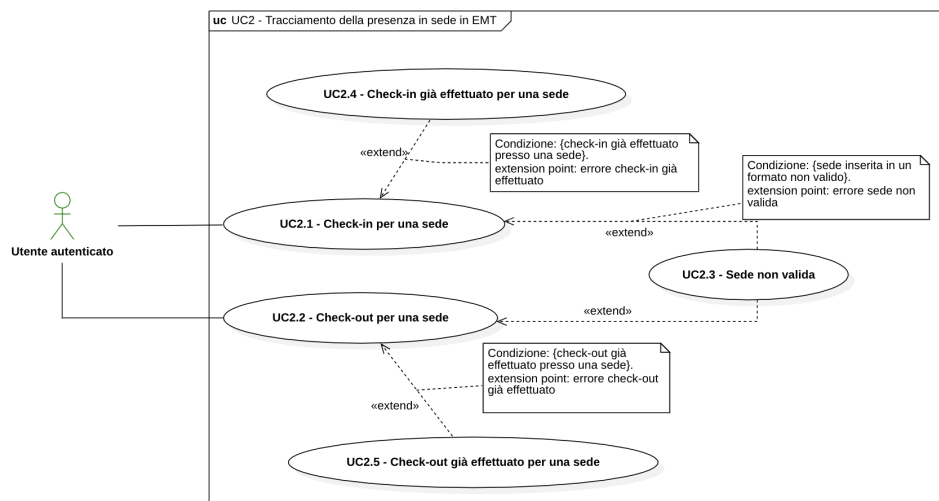 uc UC2 - Tracciamento della presenza in sede in EMT
UC2.4 - Check-in già effettuato per una sede
«extend»
Condizione: {check-in già effettuato
presso una sede}.
extension point: errore check-in già
effettuato
Condizione: {sede inserita in un
formato non valido}.
extension point: errore sede non
valida
Utente autenticato
UC2.1 - Check-in per una sede
«extend»
UC2.3 - Sede non valida
UC2.2 - Check-out per una sede
«extend»
Condizione: {check-out già
effettuato presso una sede}.
extension point: errore check-out
già effettuato
«extend»
UC2.5 - Check-out già effettuato per una sede